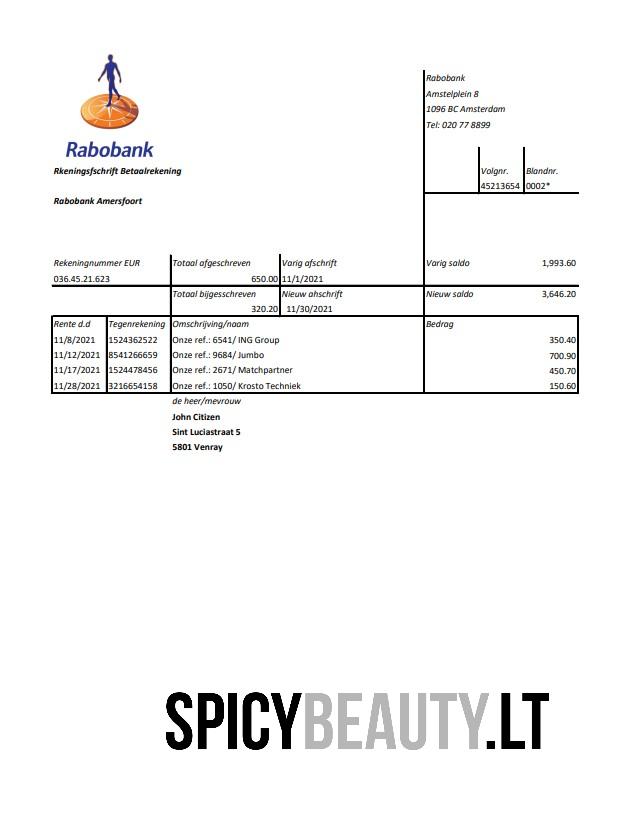 Rabobank
Amstelplein 8
1096 BC Amsterdam
Tel: 020 77 8899
Rabobank
Rkeningsfschrift Betaalrekening
Volgnr. Blandnr.
45213654 0002*
Rabobank Amersfoort
Rekeningnummer EUR Totaal afgeschreven Varig afschrift Varig saldo 1,993.60
036.45.21.623 650.00 11/1/2021
Totaal bijgesschreven Nieuw ahschrift Nieuw saldo 3,646.20
320.20 11/30/2021
Rente d.d Tegenrekening Omschrijving/naam Bedrag
11/8/2021 1524362522 Onze ref.: 6541/ ING Group 350.40
11/12/2021 8541266659 Onze ref.: 9684/ Jumbo 700.90
11/17/2021 1524478456 Onze ref.: 2671/ Matchpartner 450.70
11/28/2021 3216654158 Onze ref.: 1050/ Krosto Techniek 150.60
de heer/mevrouw
John Citizen
Sint Luciastraat 5
5801 Venray
SPICYBEAUTY.LT